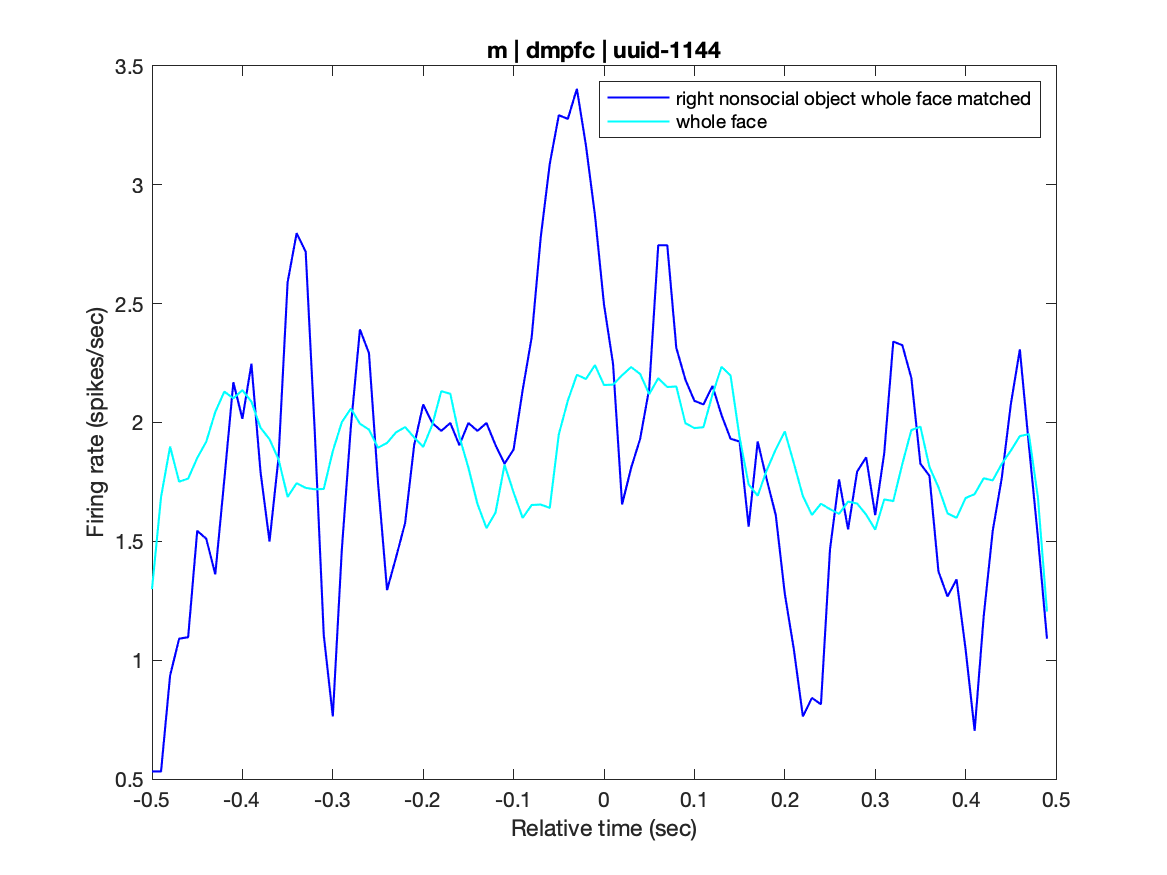 m | dmpfc | uuid-1144
right nonsocial object whole face matched
whole face
Firing rate (spikes/sec)
3.5
3
2.5
2
1.5
1
0.5
-0.5 -0.4 -0.3 -0.2 -0.1 0 0.1 0.2 0.3 0.4 0.5
Relative time (sec)